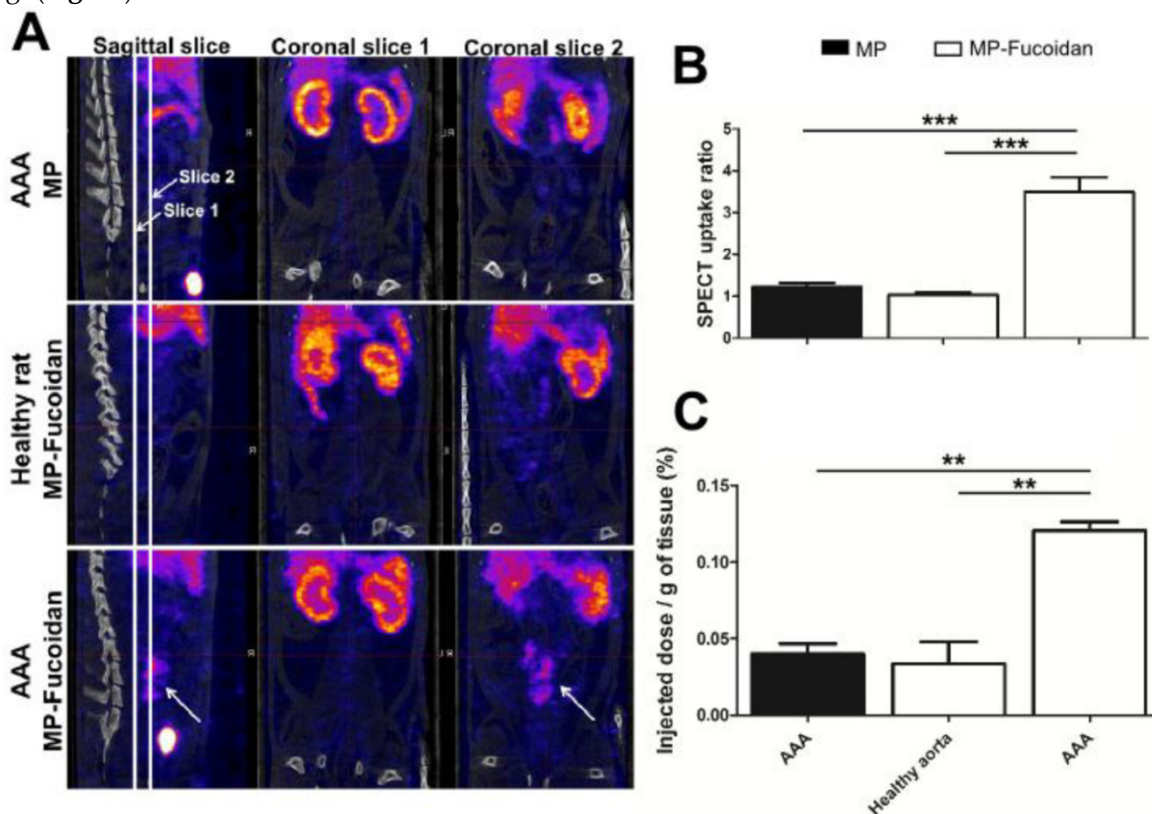 A
Sagittal slice
Coronal slice 1
Coronal slice 2
AAA
MP
Slice 2
Slice 1
Healthy rat
MP-Fucoidan
AAA
MP-Fucoidan
B
MP
MP-Fucoidan
SPECT uptake ratio
5
4
3
2
1
0
***
***
C
Injected dose / g of tissue (%)
0.15
0.10
0.05
0.00
**
**
AAA
Healthy aorta
AAA